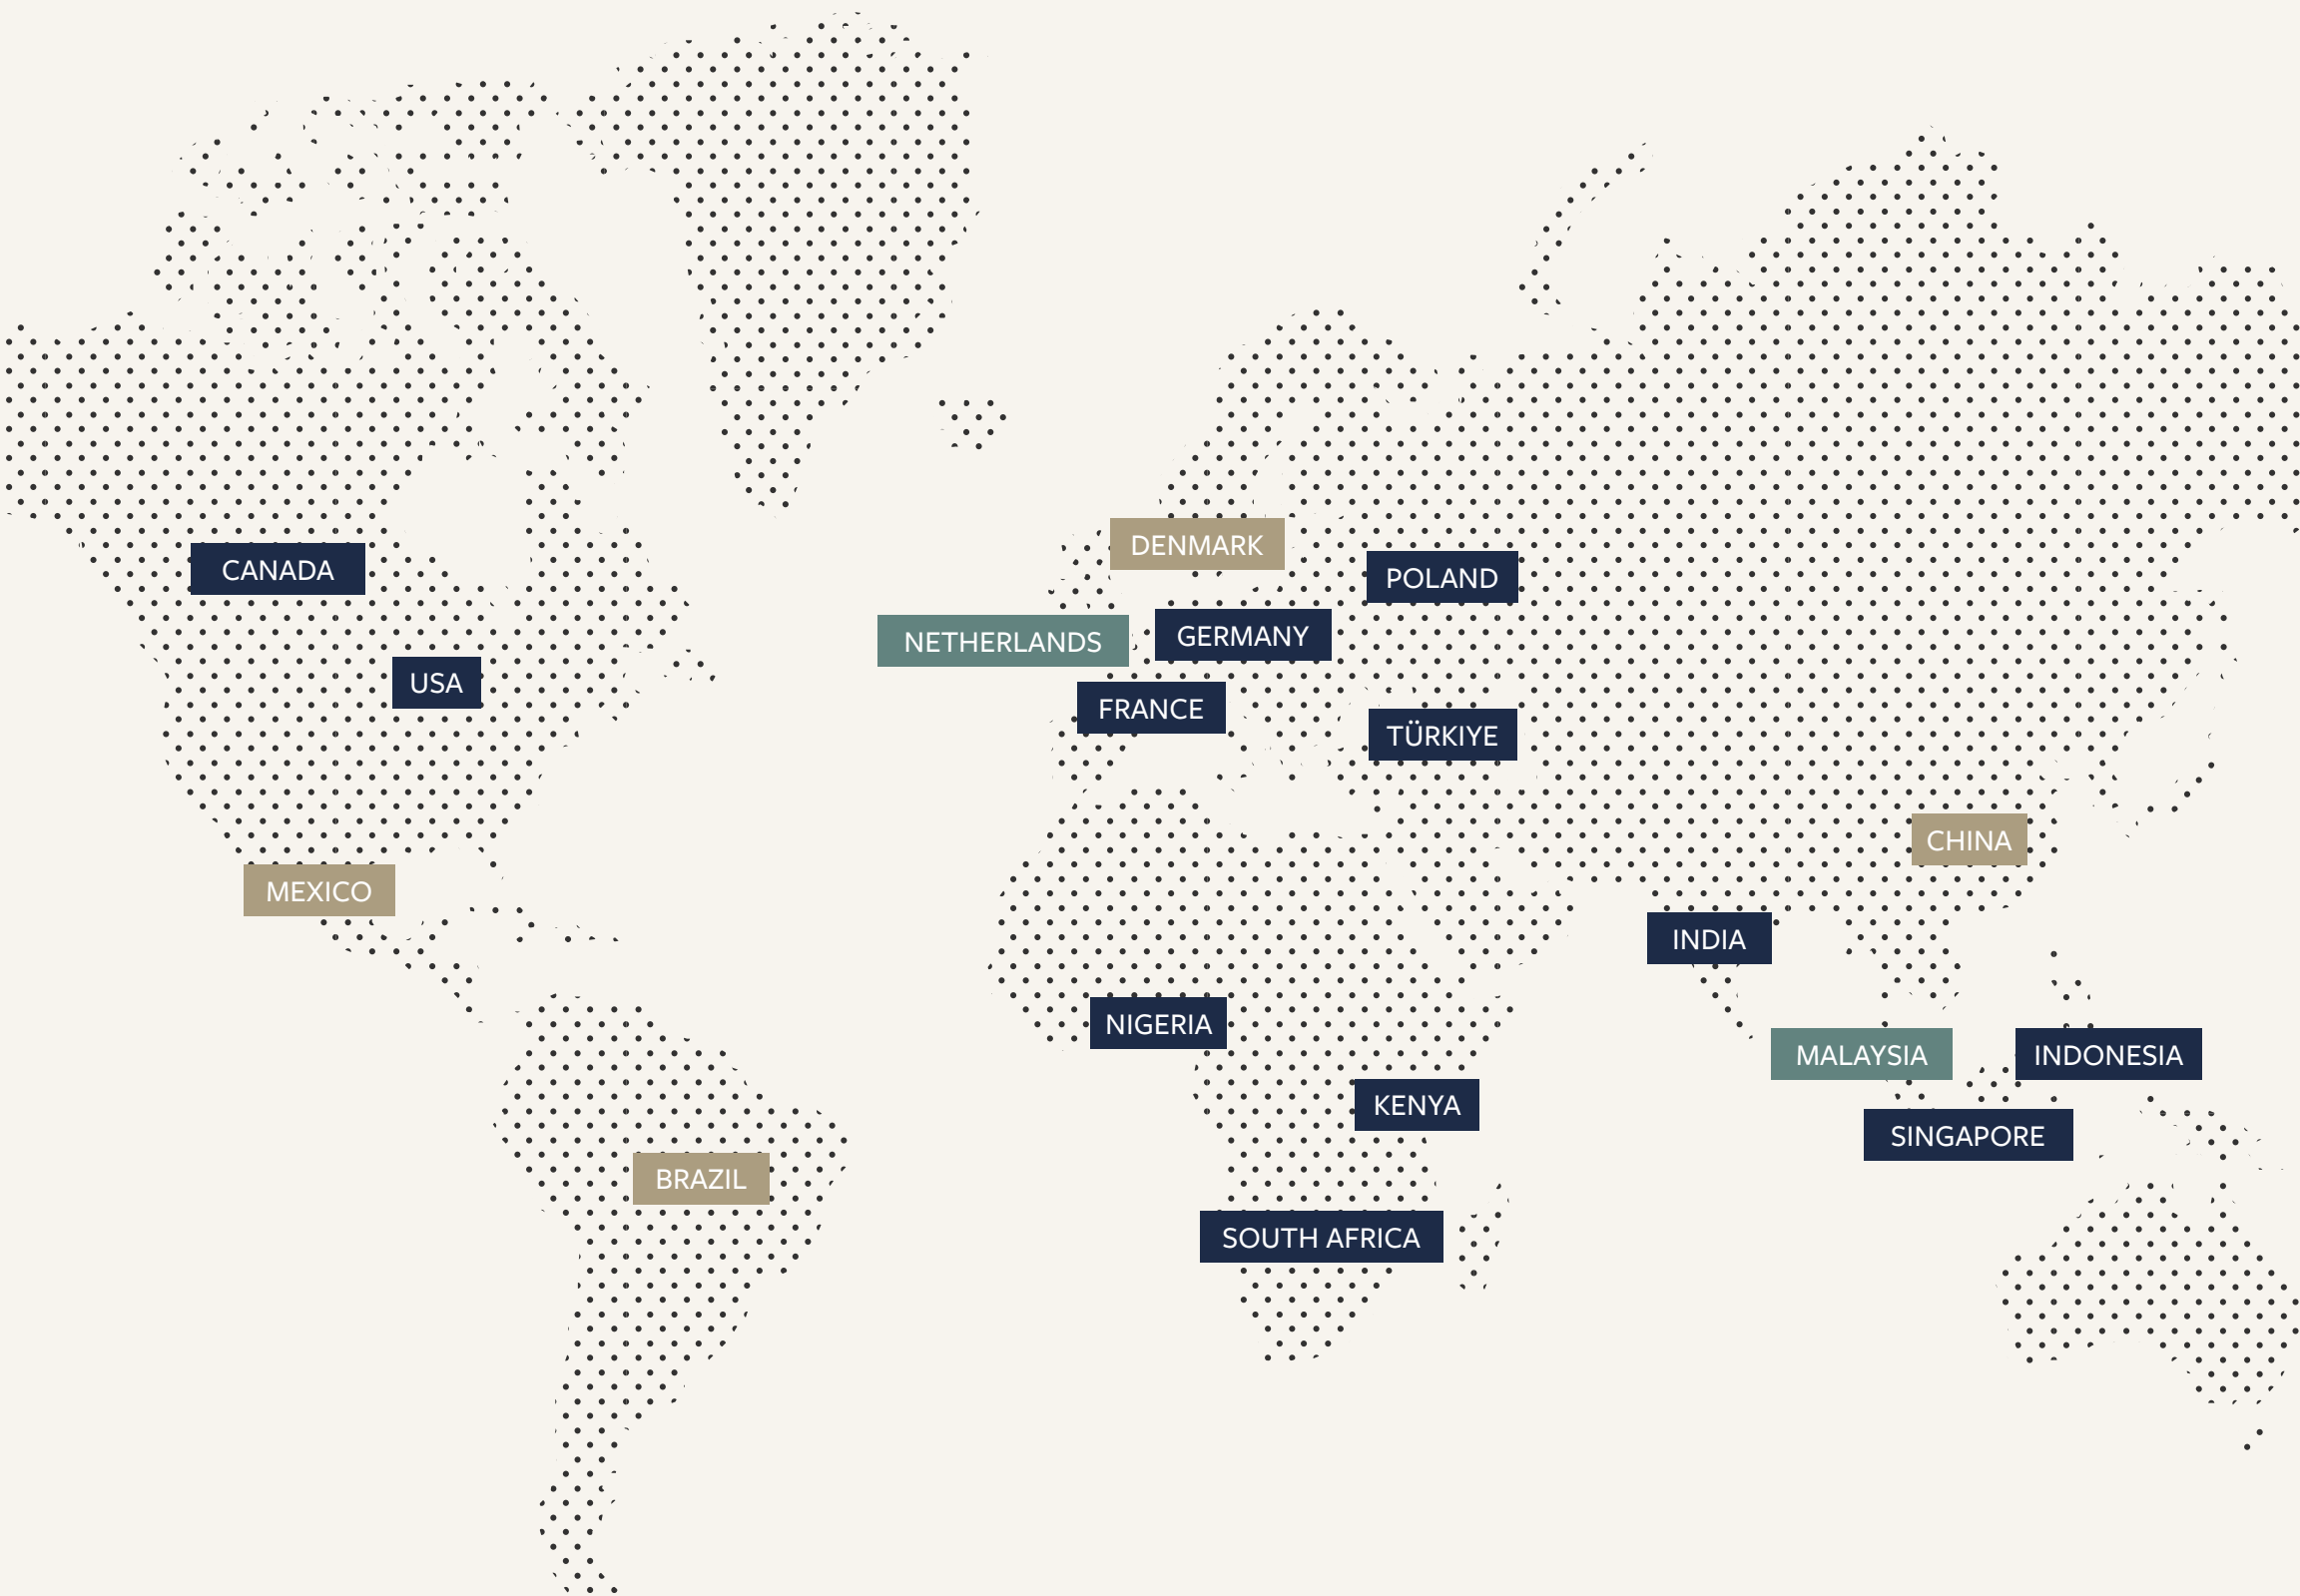 DENMARK
CANADA
POLAND
NETHERLANDS
GERMANY
USA
FRANCE
TÜRKIYE
CHINA
MEXICO
INDIA
NIGERIA
MALAYSIA
INDONESIA
KENYA
SINGAPORE
BRAZIL
SOUTH AFRICA